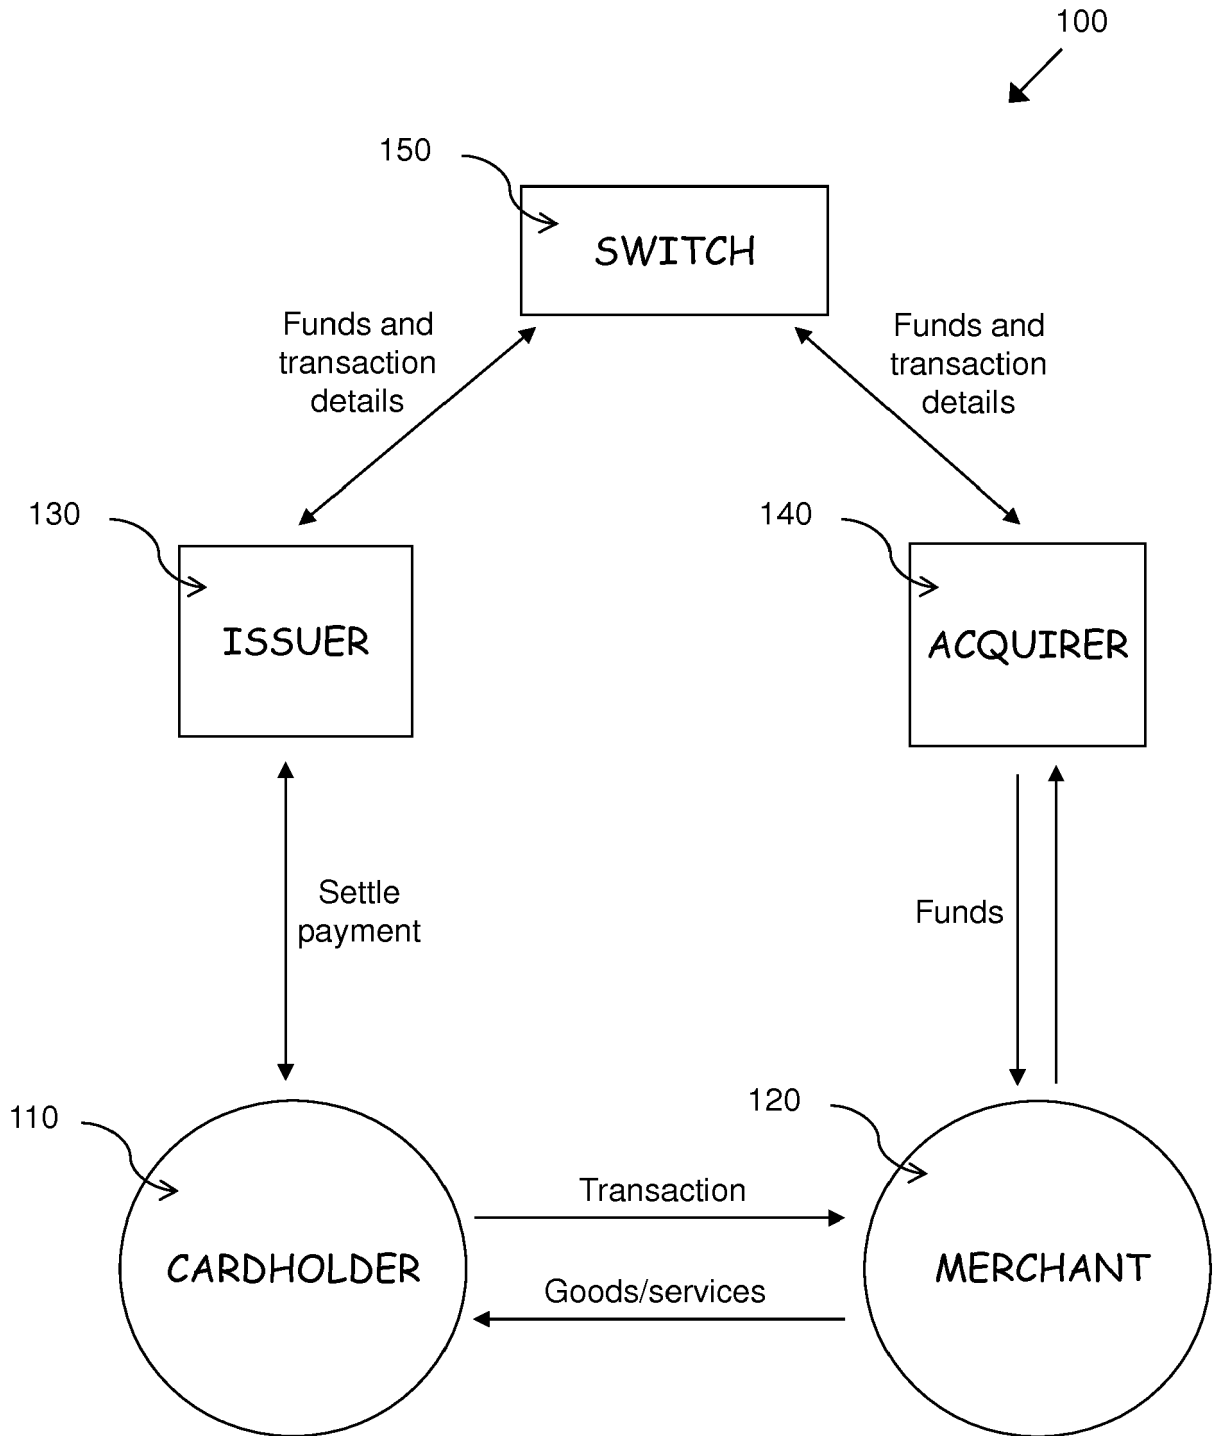 100
150
SWITCH
Funds and
transaction
details
Funds and
transaction
details
130
ISSUER
140
ACQUIRER
Settle
payment
Funds
110
CARDHOLDER
Transaction
Goods/services
120
MERCHANT